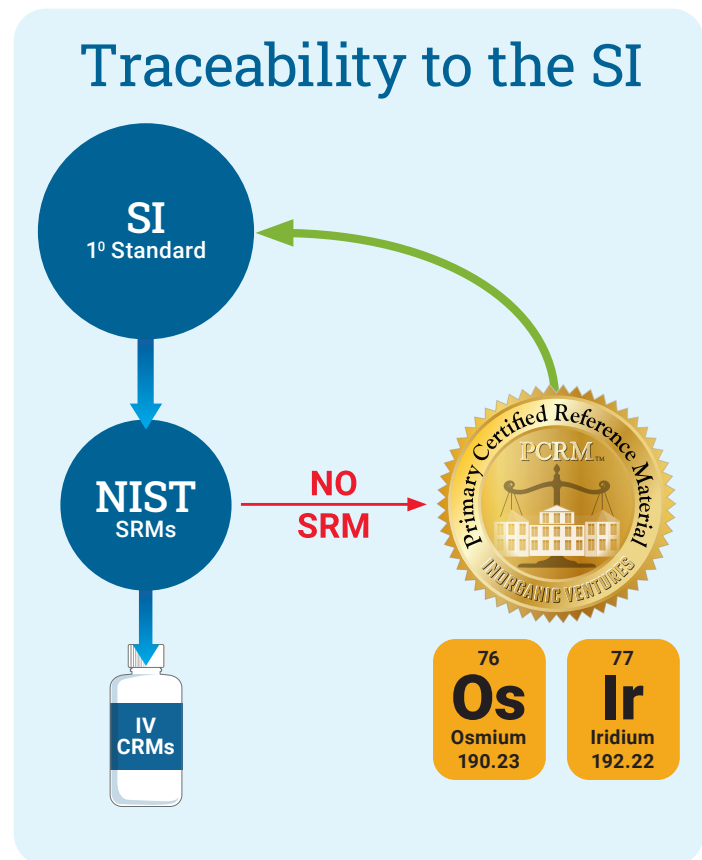 Traceability to the SI
SI
1⁰ Standard
NIST
SRMs
NO
SRM
Primary Certified Reference Material
PCRM™
INORGANIC VENTURES
IV
CRMs
76
Os
Osmium
190.23
77
Ir
Iridium
192.22